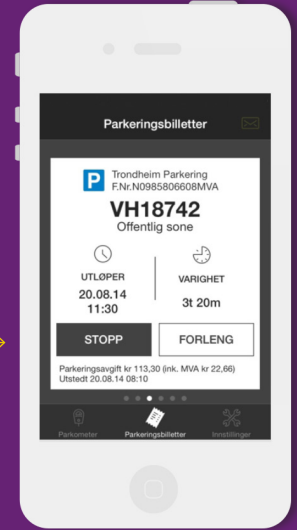 Parkeringsbilletter
P
Trondheim Parkering
F.Nr.N0985806608MVA
VH18742
Offentlig sone
UTLØPER
20.08.14
11:30
VARIGHET
3t 20m
STOPP
FORLENG
Parkeringsavgift kr 113,30 (ink. MVA kr 22,66)
Utstedt 20.08.14 08:10
Parkometer
Parkeringsbilletter
Innstillinger